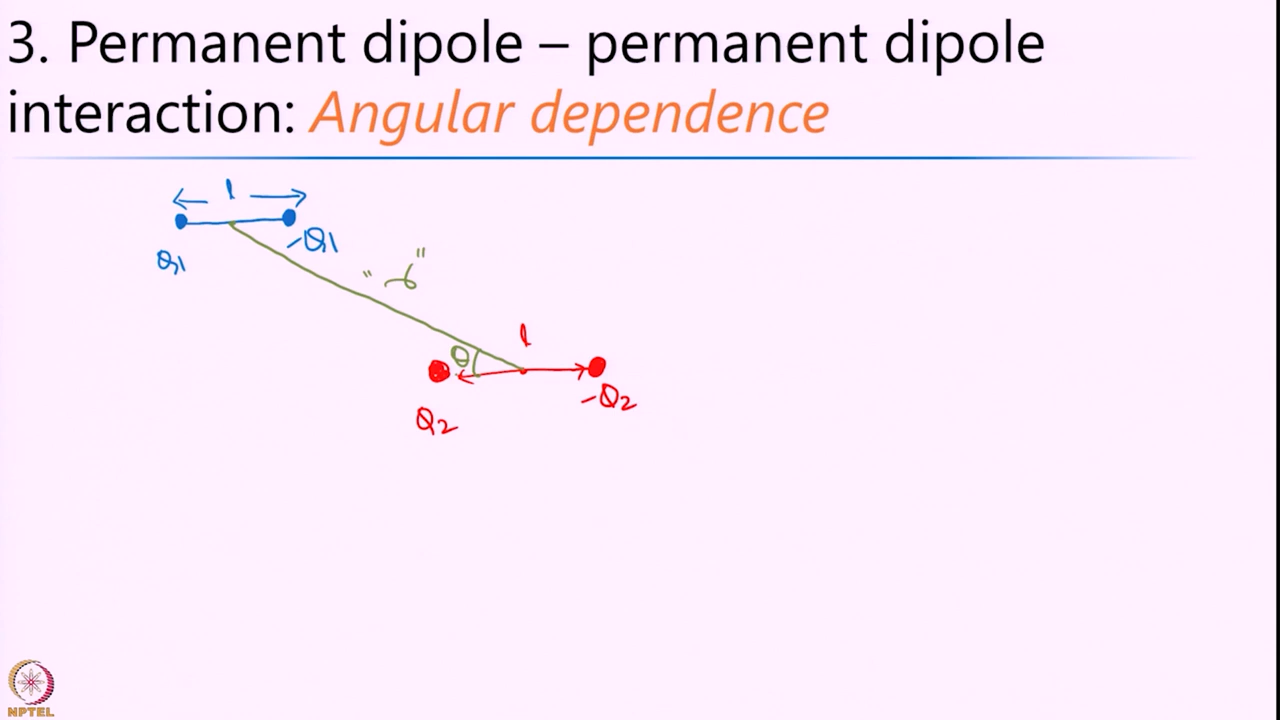 3. Permanent dipole – permanent dipole
interaction: Angular dependence
l
Q1
-Q1
" r "
θ
l
Q2
-Q2
NPTEL